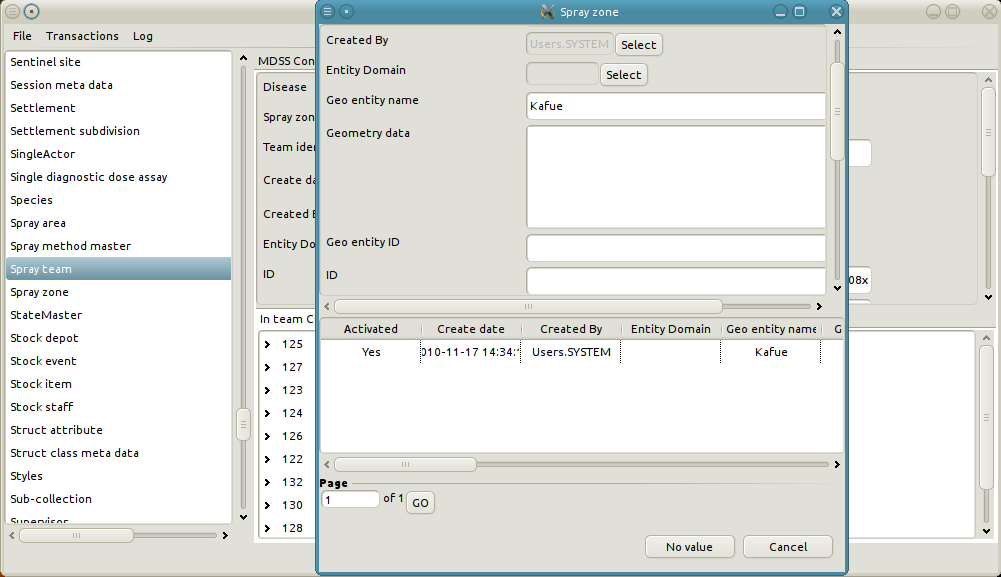 Spray zone
File Transactions Log
Sentinel site
Session meta data
Settlement
Settlement subdivision
SingleActor
Single diagnostic dose assay
Species
Spray area
Spray method master
Spray team
Spray zone
StateMaster
Stock depot
Stock event
Stock item
Stock staff
Struct attribute
Struct class meta data
Styles
Sub-collection
Supervisor
MDSS Con
Disease
Spray zon
Team ide
Create da
Created B
Entity Do
ID
08x
In team C
125
127
123
124
126
122
132
130
128
Created By Users.SYSTEM Select
Entity Domain Select
Geo entity name Kafue
Geometry data
Geo entity ID
ID
Activated Create date Created By Entity Domain Geo entity name G
Yes 010-11-17 14:34:1 Users.SYSTEM Kafue
Page
1 of 1 GO
No value Cancel